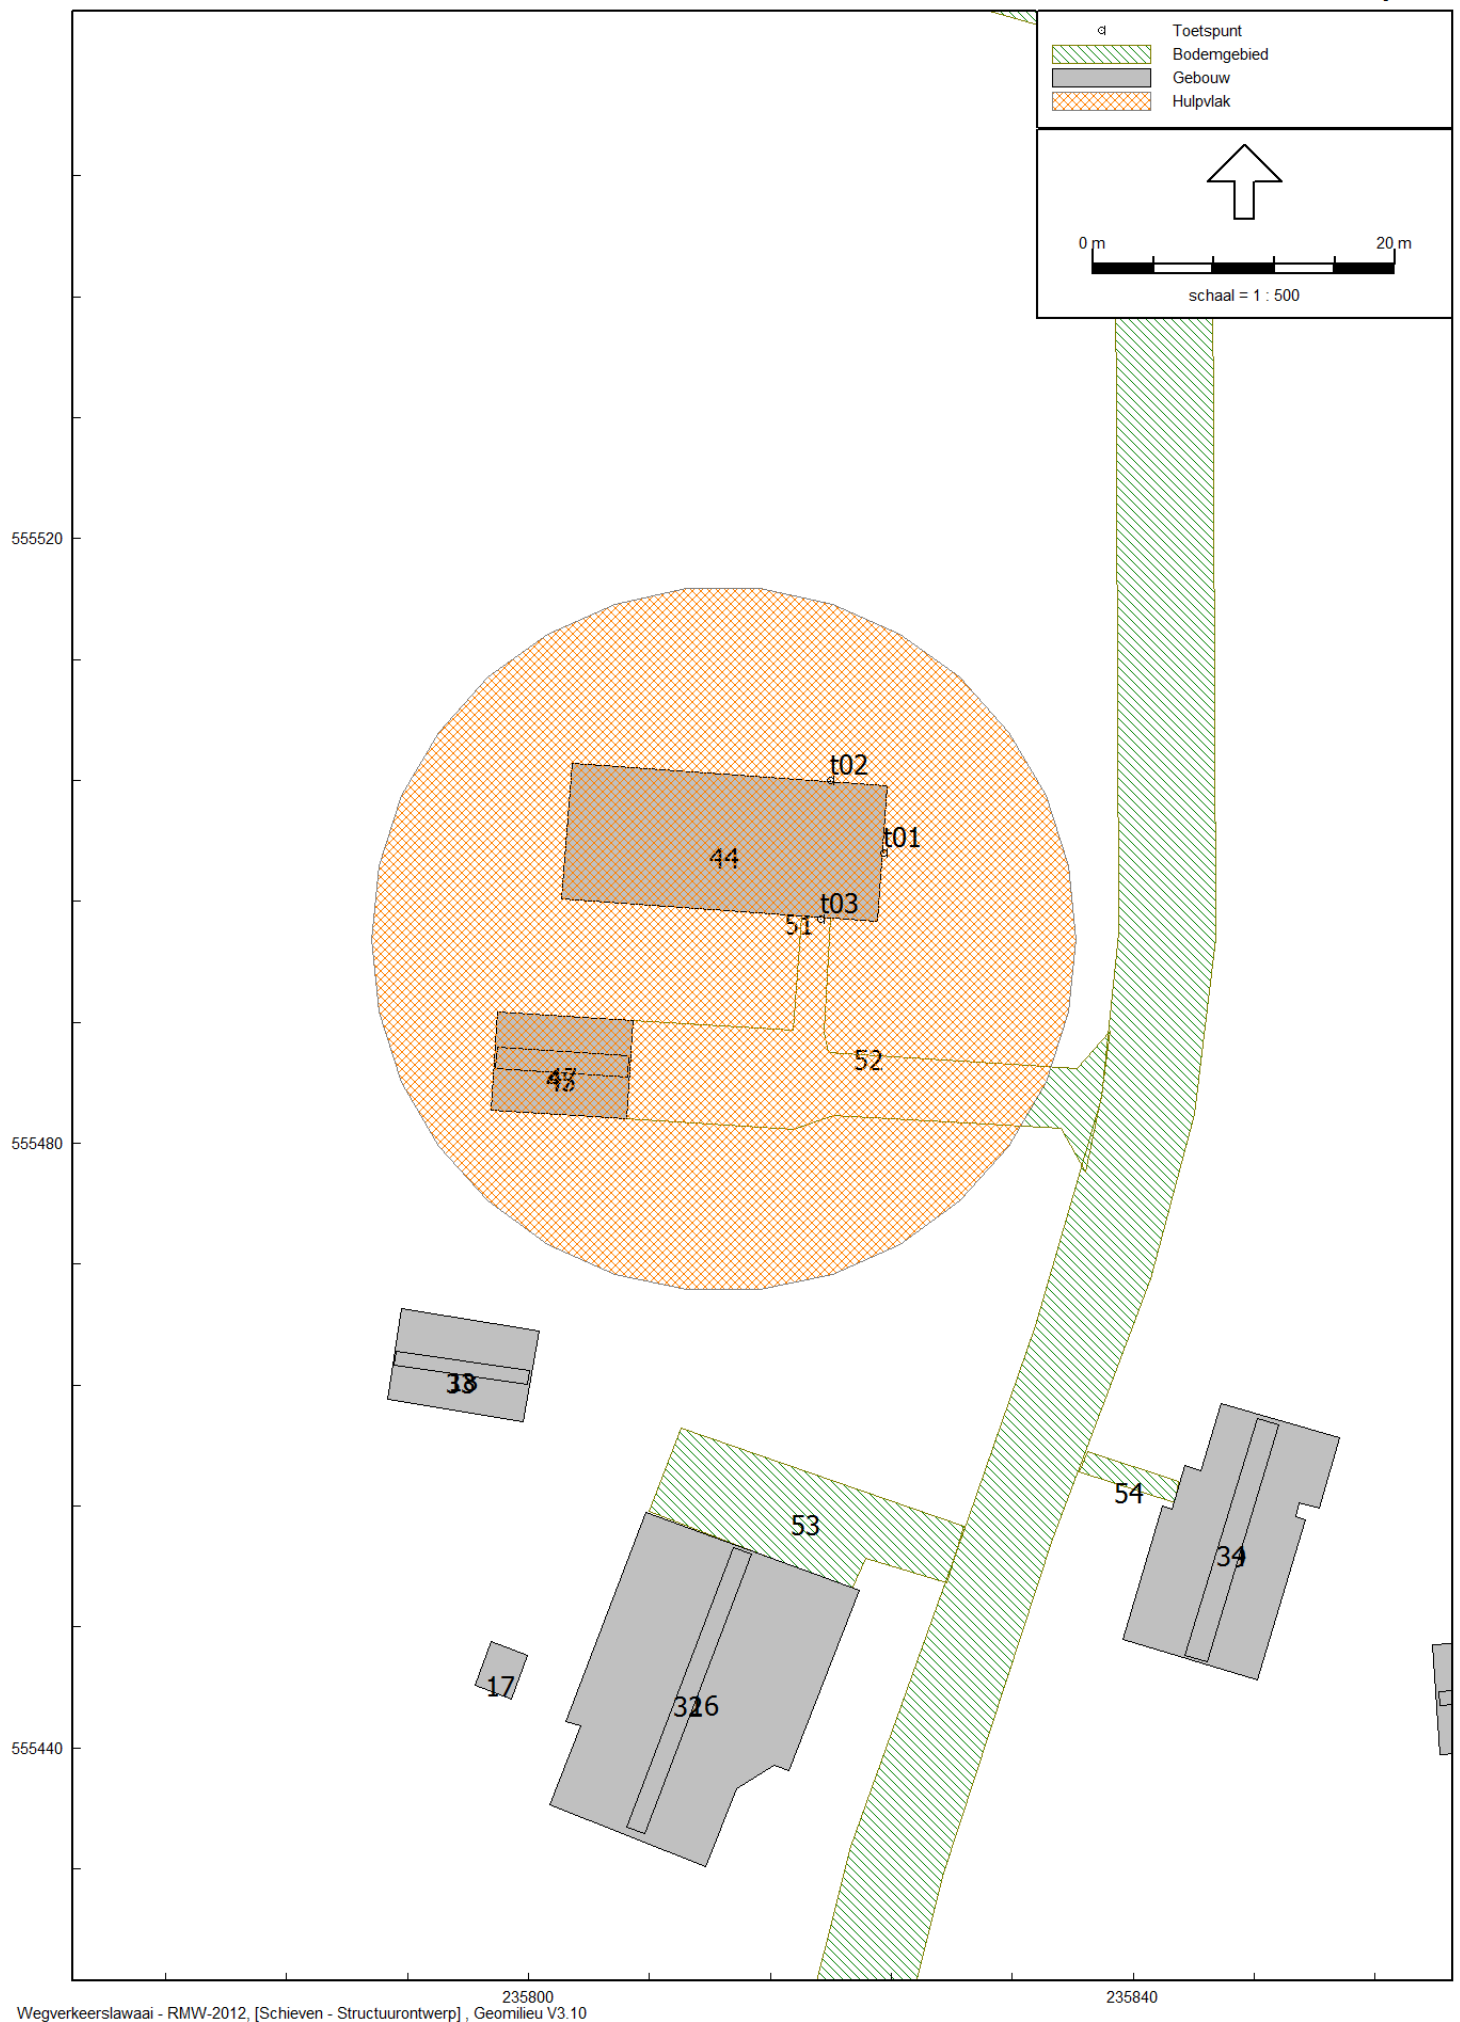 Toetspunt
Bodemgebied
Gebouw
Hulpvlak
0 m 20 m
schaal = 1 : 500
555520
t02
t01
44
t03
51
52
555480
53
54
34
17
16
555440
235800 235840
Wegverkeerslawaai - RMW-2012, [Schieven - Structuurontwerp] , Geomilieu V3.10